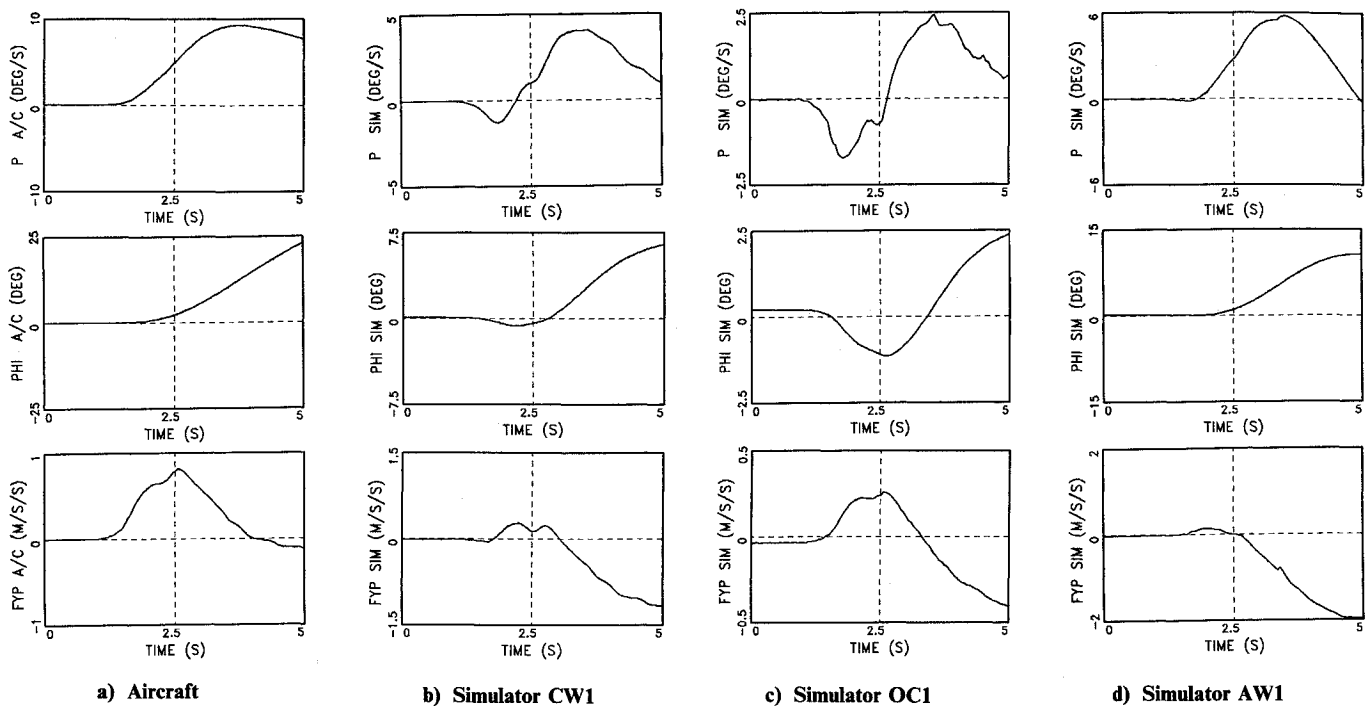 P A/C (DEG/S)
10
0
-10
0
2.5
5
TIME (S)
P SIM (DEG/S)
5
0
-5
0
2.5
5
TIME (S)
P SIM (DEG/S)
2.5
0
-2.5
0
2.5
5
TIME (S)
P SIM (DEG/S)
6
0
-6
0
2.5
5
TIME (S)
PHI A/C (DEG)
25
0
-25
0
2.5
5
TIME (S)
PHI SIM (DEG)
7.5
0
-7.5
0
2.5
5
TIME (S)
PHI SIM (DEG)
2.5
0
-2.5
0
2.5
5
TIME (S)
PHI SIM (DEG)
15
0
-15
0
2.5
5
TIME (S)
FYP A/C (M/S/S)
1
0
-1
0
2.5
5
TIME (S)
FYP SIM (M/S/S)
1.5
0
-1.5
0
2.5
5
TIME (S)
FYP SIM (M/S/S)
0.5
0
-0.5
0
2.5
5
TIME (S)
FYP SIM (M/S/S)
2
0
-2
0
2.5
5
TIME (S)
a) Aircraft
b) Simulator CW1
c) Simulator OC1
d) Simulator AW1